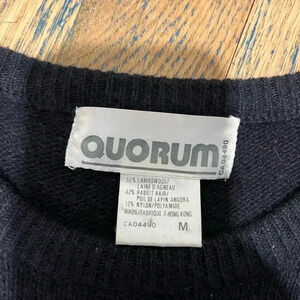 QUORUM
CA04490
50% LAMBSWOOL/
LAINE D'AGNEAU
40% RABBIT HAIR/
POIL DE LAPIN ANGORA
10% NYLON/POLYAMIDE
MADE/FABRIQUE À HONG KONG
CA04490 M